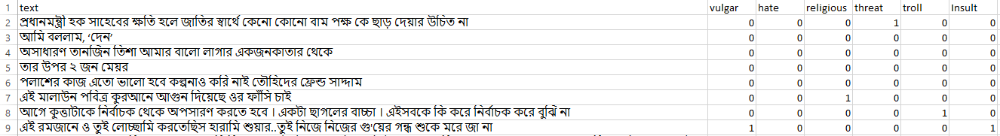 1 text vulgar hate religious threat troll Insult
2 প্রধানমন্ত্রী হক সাহেবের ক্ষতি হলে জাতির স্বার্থে কেনো কোনো বাম পক্ষ কে ছাড় দেয়ার উচিত না 0 0 0 1 0 0
3 আমি বললাম, ‘দেন’ 0 0 0 0 0 0
4 অসাধারণ তানজিন তিশা আমার বালো লাগার একজনকাতার থেকে 0 0 0 0 0 0
5 তার উপর ২ জন মেয়র 0 0 0 0 0 0
6 পলাশের কাজ এতো ভালো হবে কল্পনাও করি নাই তৌহিদের ফ্রেন্ড সাদ্দাম 0 0 0 0 0 0
7 এই মালাউন পবিত্র কুরআনে আগুন দিয়েছে ওর ফাঁসি চাই 0 0 1 0 0 0
8 আগে কুত্তাটাকে নির্বাচক থেকে অপসারণ করতে হবে । একটা ছাগলের বাচ্চা । এইসবকে কি করে নির্বাচক করে বুঝি না 0 0 0 0 1 0
9 এই রমজানে ও তুই লোচ্ছামি করতেছিস হারামি শুয়ার..তুই নিজে নিজের গু'য়ের গন্ধ শুকে মরে জা না 1 0 0 0 0 1